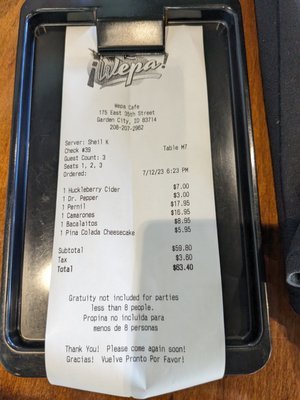 Wepa!
Wepa Cafe
175 East 35th Street
Garden City, ID 83714
208-207-2962
Server: Sheil K
Check #39 Table M7
Guest Count: 3
Seats 1, 2, 3
Ordered: 7/12/23 6:23 PM
1 Huckleberry Cider $7.00
1 Dr. Pepper $3.00
1 Pernil $17.95
1 Camarones $16.95
1 Bacalaitos $8.95
1 Pina Colada Cheesecake $5.95
Subtotal $59.80
Tax $3.60
Total $63.40
Gratuity not included for parties
less than 8 people.
Propina no incluida para
menos de 8 personas
Thank You! Please come again soon!
Gracias! Vuelve Pronto Por Favor!